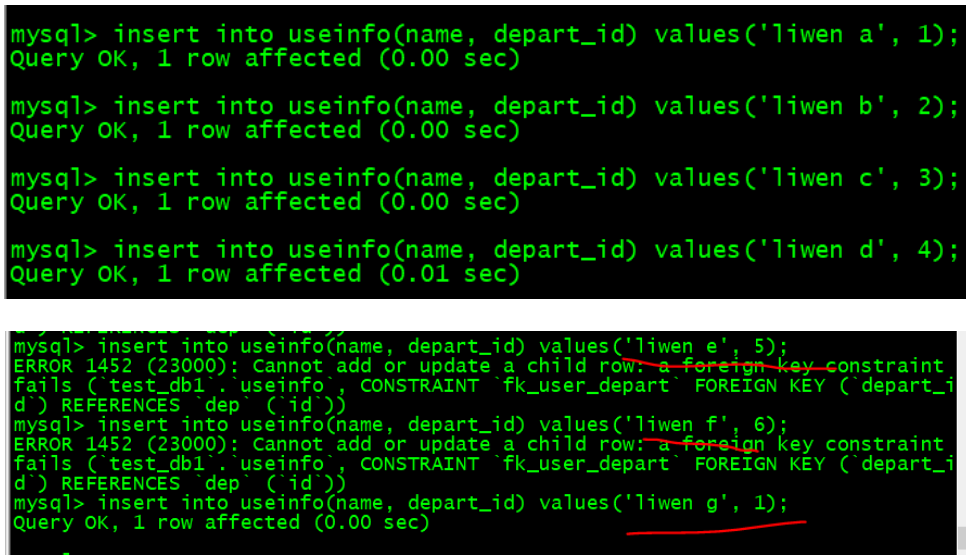 mysql> insert into useinfo(name, depart_id) values('liwen a', 1);
Query OK, 1 row affected (0.00 sec)
mysql> insert into useinfo(name, depart_id) values('liwen b', 2);
Query OK, 1 row affected (0.00 sec)
mysql> insert into useinfo(name, depart_id) values('liwen c', 3);
Query OK, 1 row affected (0.00 sec)
mysql> insert into useinfo(name, depart_id) values('liwen d', 4);
Query OK, 1 row affected (0.01 sec)
d`) REFERENCES `dep` (`id`))
mysql> insert into useinfo(name, depart_id) values('liwen e', 5);
ERROR 1452 (23000): Cannot add or update a child row: a foreign key constraint
fails (`test_db1`.`useinfo`, CONSTRAINT `fk_user_depart` FOREIGN KEY (`depart_i
d`) REFERENCES `dep` (`id`))
mysql> insert into useinfo(name, depart_id) values('liwen f', 6);
ERROR 1452 (23000): Cannot add or update a child row: a foreign key constraint
fails (`test_db1`.`useinfo`, CONSTRAINT `fk_user_depart` FOREIGN KEY (`depart_i
d`) REFERENCES `dep` (`id`))
mysql> insert into useinfo(name, depart_id) values('liwen g', 1);
Query OK, 1 row affected (0.00 sec)